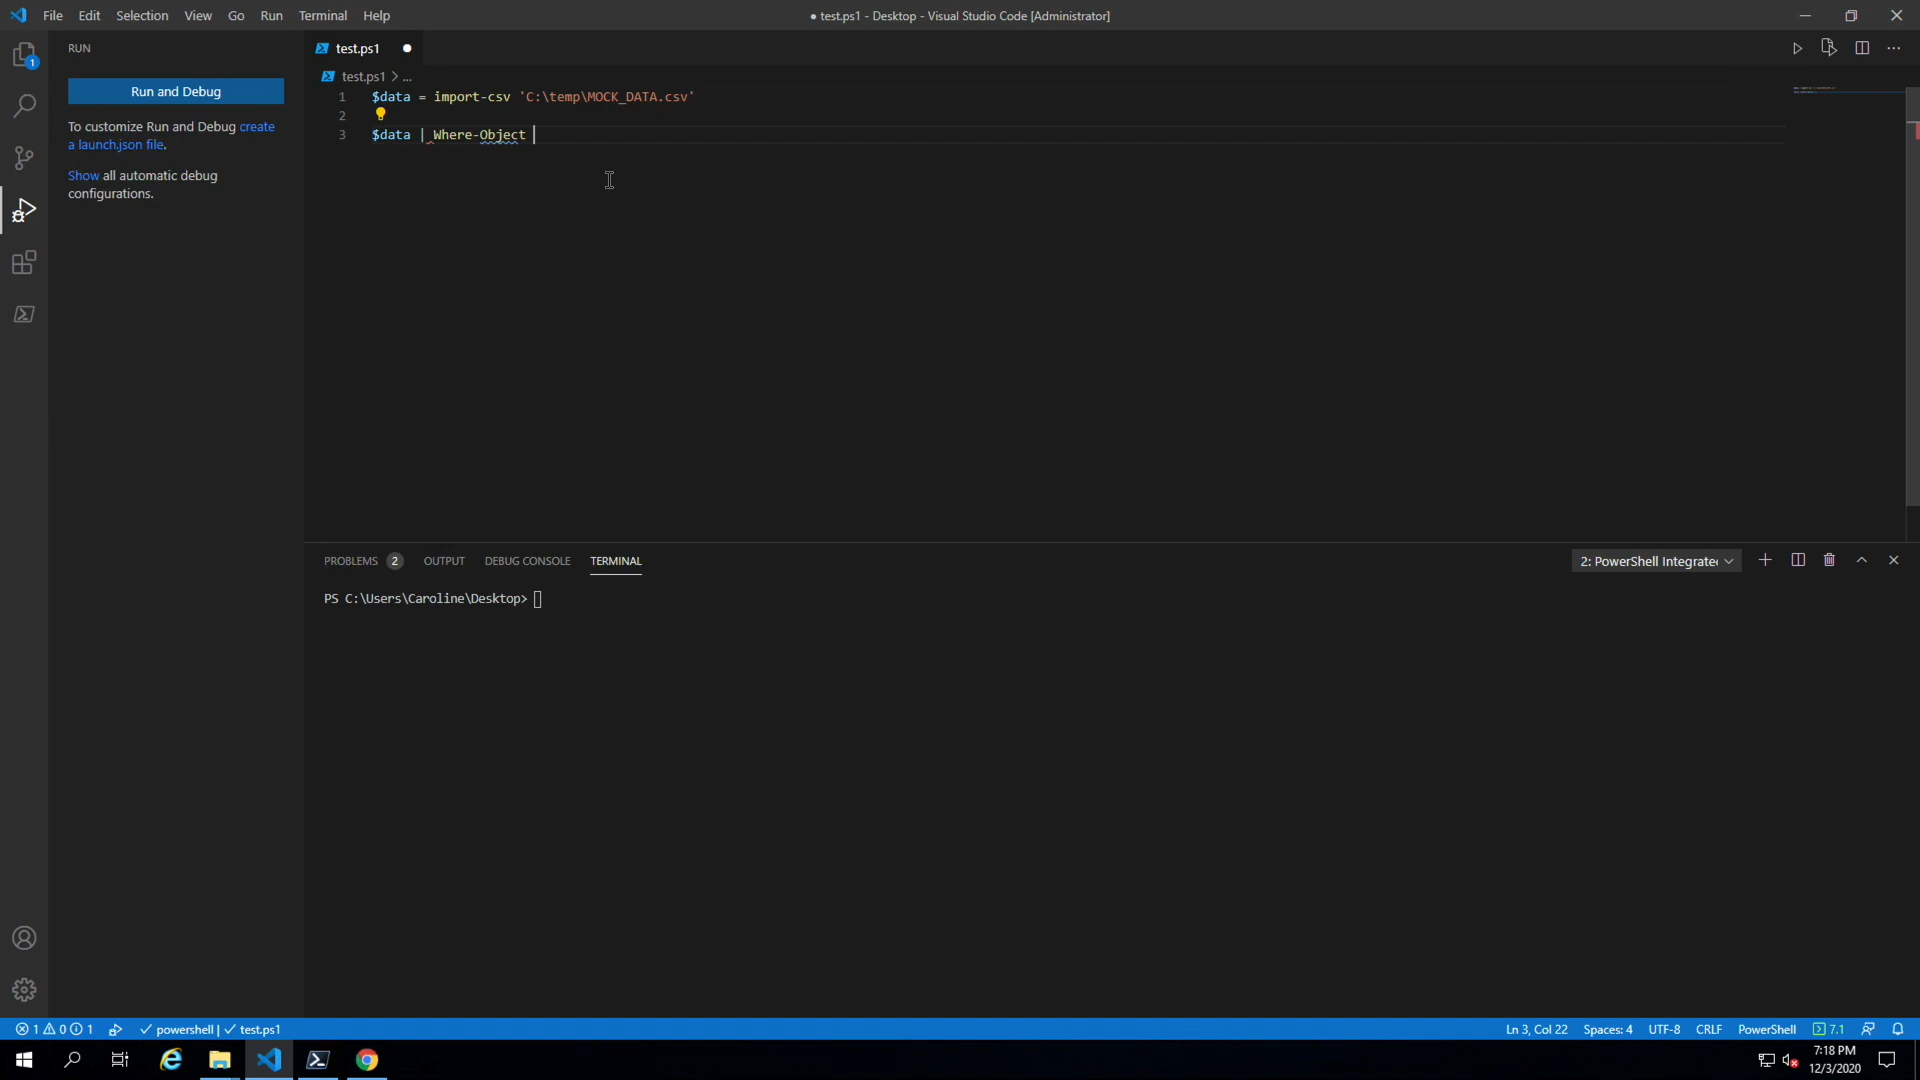 File Edit Selection View Go Run Terminal Help
● test.ps1 - Desktop - Visual Studio Code [Administrator]
RUN
test.ps1
Run and Debug
test.ps1 > ...
To customize Run and Debug create
a launch.json file.
Show all automatic debug
configurations.
1 $data = import-csv 'C:\temp\MOCK_DATA.csv'
2
3 $data | Where-Object
1
PROBLEMS 2 OUTPUT DEBUG CONSOLE TERMINAL
2: PowerShell Integrate
PS C:\Users\Caroline\Desktop>
1 0 1 powershell | test.ps1
Ln 3, Col 22 Spaces: 4 UTF-8 CRLF PowerShell 7.1
7:18 PM
12/3/2020